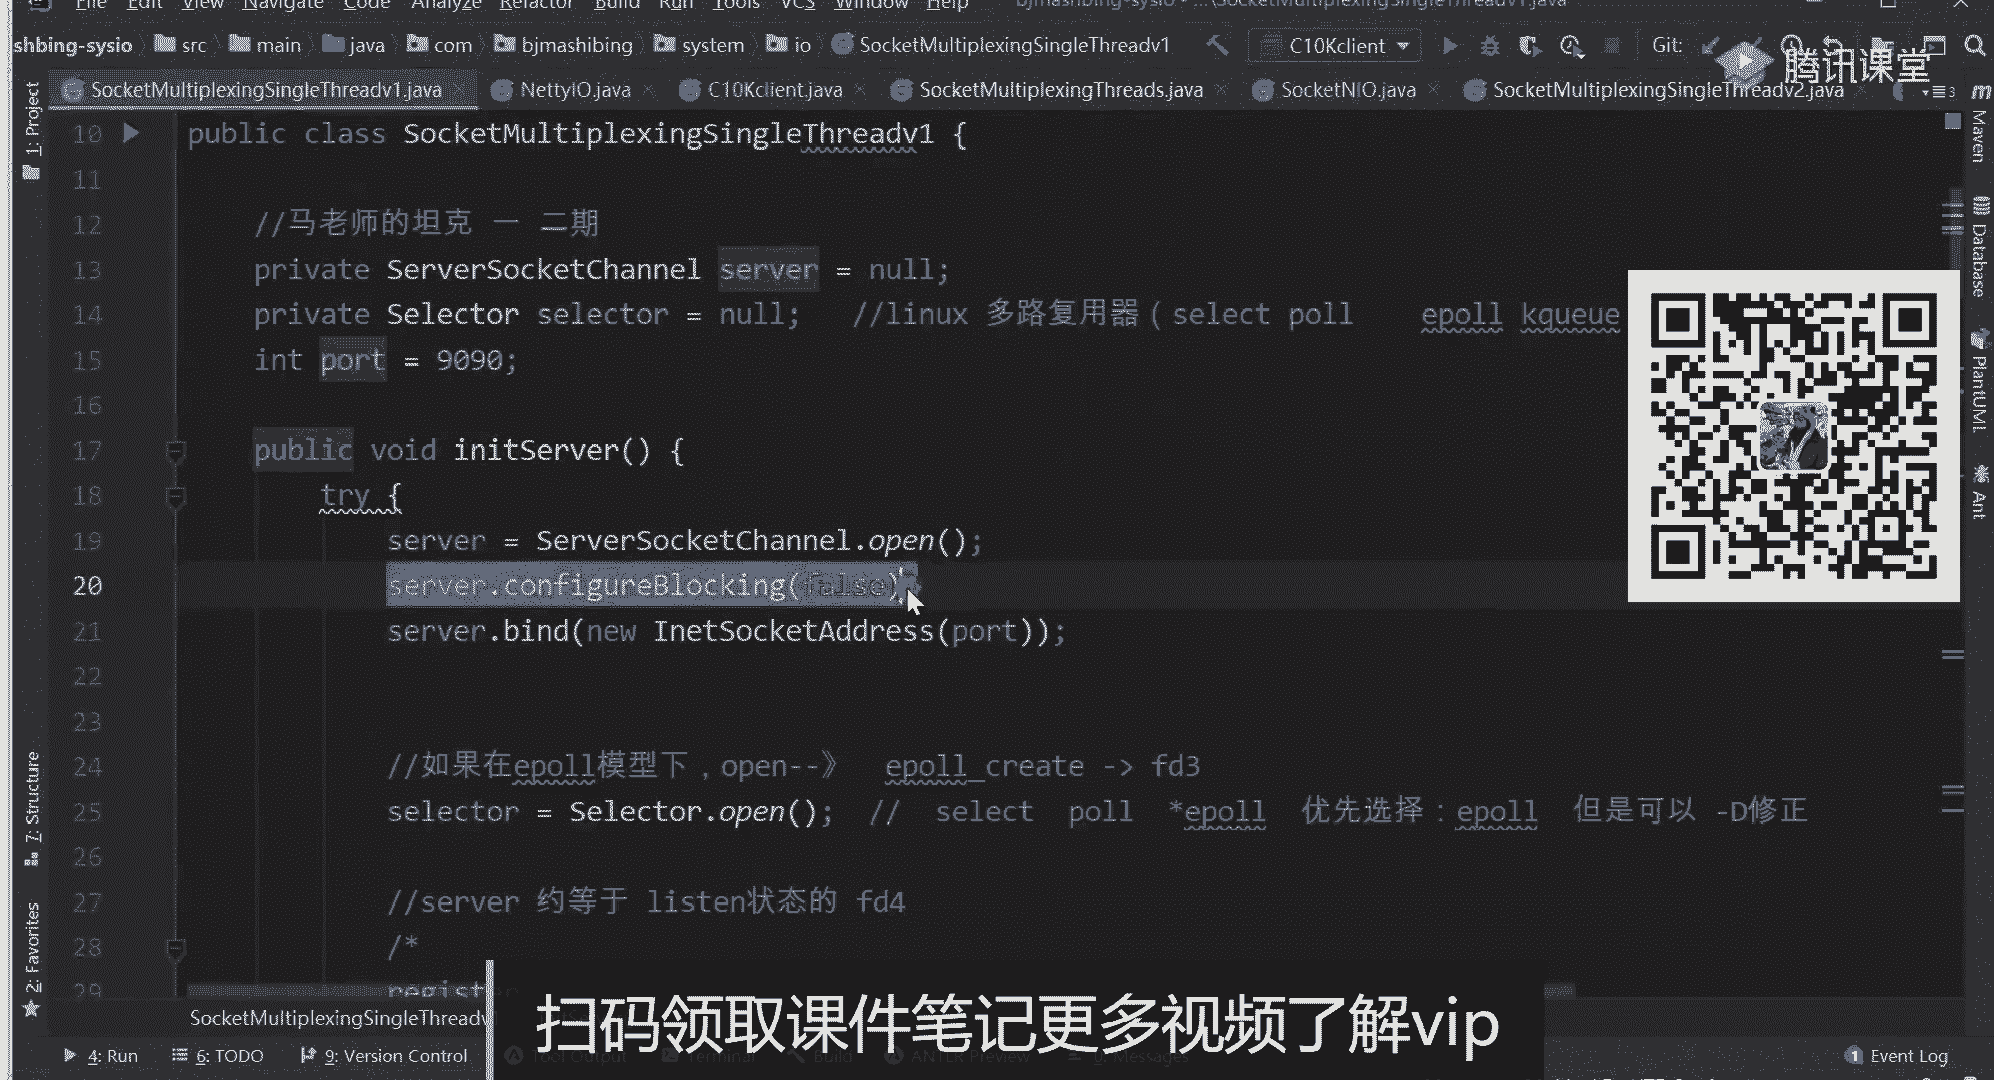 File Edit View Navigate Code Analyze Refactor Build Run Tools VCS Window Help
shbing-sysio src main java com bjmashibing system io SocketMultiplexingSingleThreadv1 C10Kclient Git:
腾讯课堂
SocketMultiplexingSingleThreadv1.java NettyIO.java C10Kclient.java SocketMultiplexingThreads.java SocketNIO.java SocketMultiplexingSingleThreadv2.java
1: Project
7: Structure
2: Favorites
10 public class SocketMultiplexingSingleThreadv1 {
11
12 //马老师的坦克 一 二期
13 private ServerSocketChannel server = null;
14 private Selector selector = null; //linux 多路复用器（select poll epoll kqueue
15 int port = 9090;
16
17 public void initServer() {
18 try {
19 server = ServerSocketChannel.open();
20 server.configureBlocking(false)
21 server.bind(new InetSocketAddress(port));
22
23
24 //如果在epoll模型下，open--》 epoll_create -> fd3
25 selector = Selector.open(); // select poll *epoll 优先选择：epoll 但是可以 -D修正
26
27 //server 约等于 listen状态的 fd4
28 /*
29 regist
Maven
Database
PlantUML
Ant
SocketMultiplexingSingleThreadv
扫码领取课件笔记更多视频了解vip
4: Run 6: TODO 9: Version Control Terminal Build ANTLR Preview 0: Messages 1 Event Log